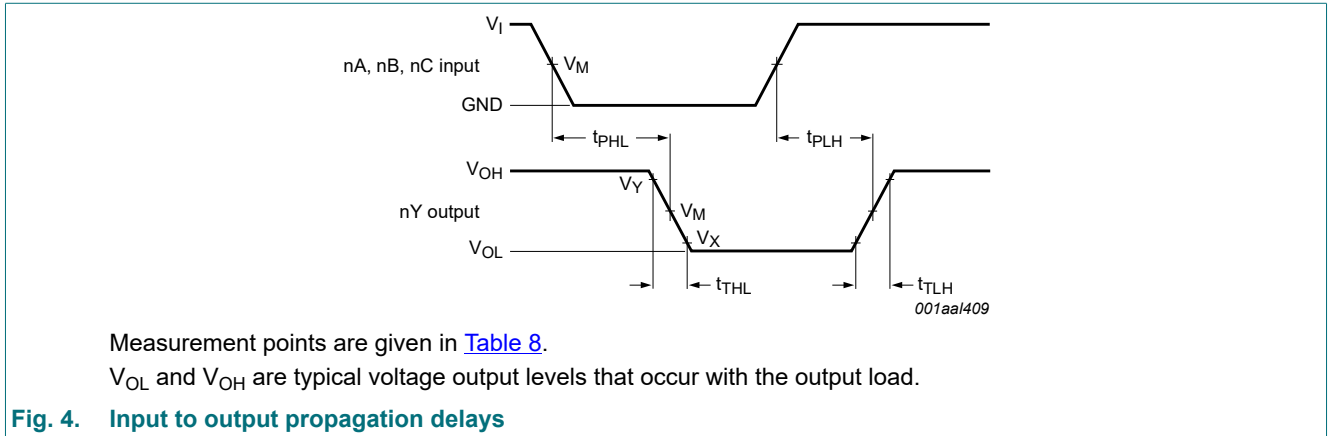 V_I
nA, nB, nC input
V_M
GND
t_PHL
t_PLH
V_OH
V_Y
nY output
V_M
V_X
V_OL
t_THL
t_TLH
001aal409
Measurement points are given in Table 8.
V_OL and V_OH are typical voltage output levels that occur with the output load.
Fig. 4. Input to output propagation delays